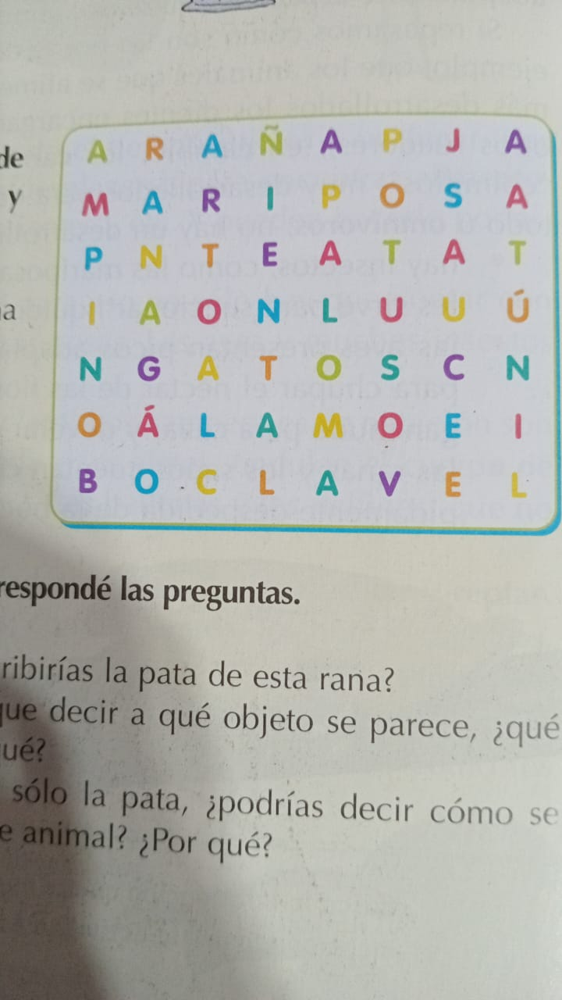 de
y
a
A R A Ñ A P J A
M A R I P O S A
P N T E A T A T
I A O N L U U Ú
N G A T O S C N
O Á L A M O E I
B O C L A V E L
respondé las preguntas.
ribirías la pata de esta rana?
que decir a qué objeto se parece, ¿qué
ué?
sólo la pata, ¿podrías decir cómo se
e animal? ¿Por qué?